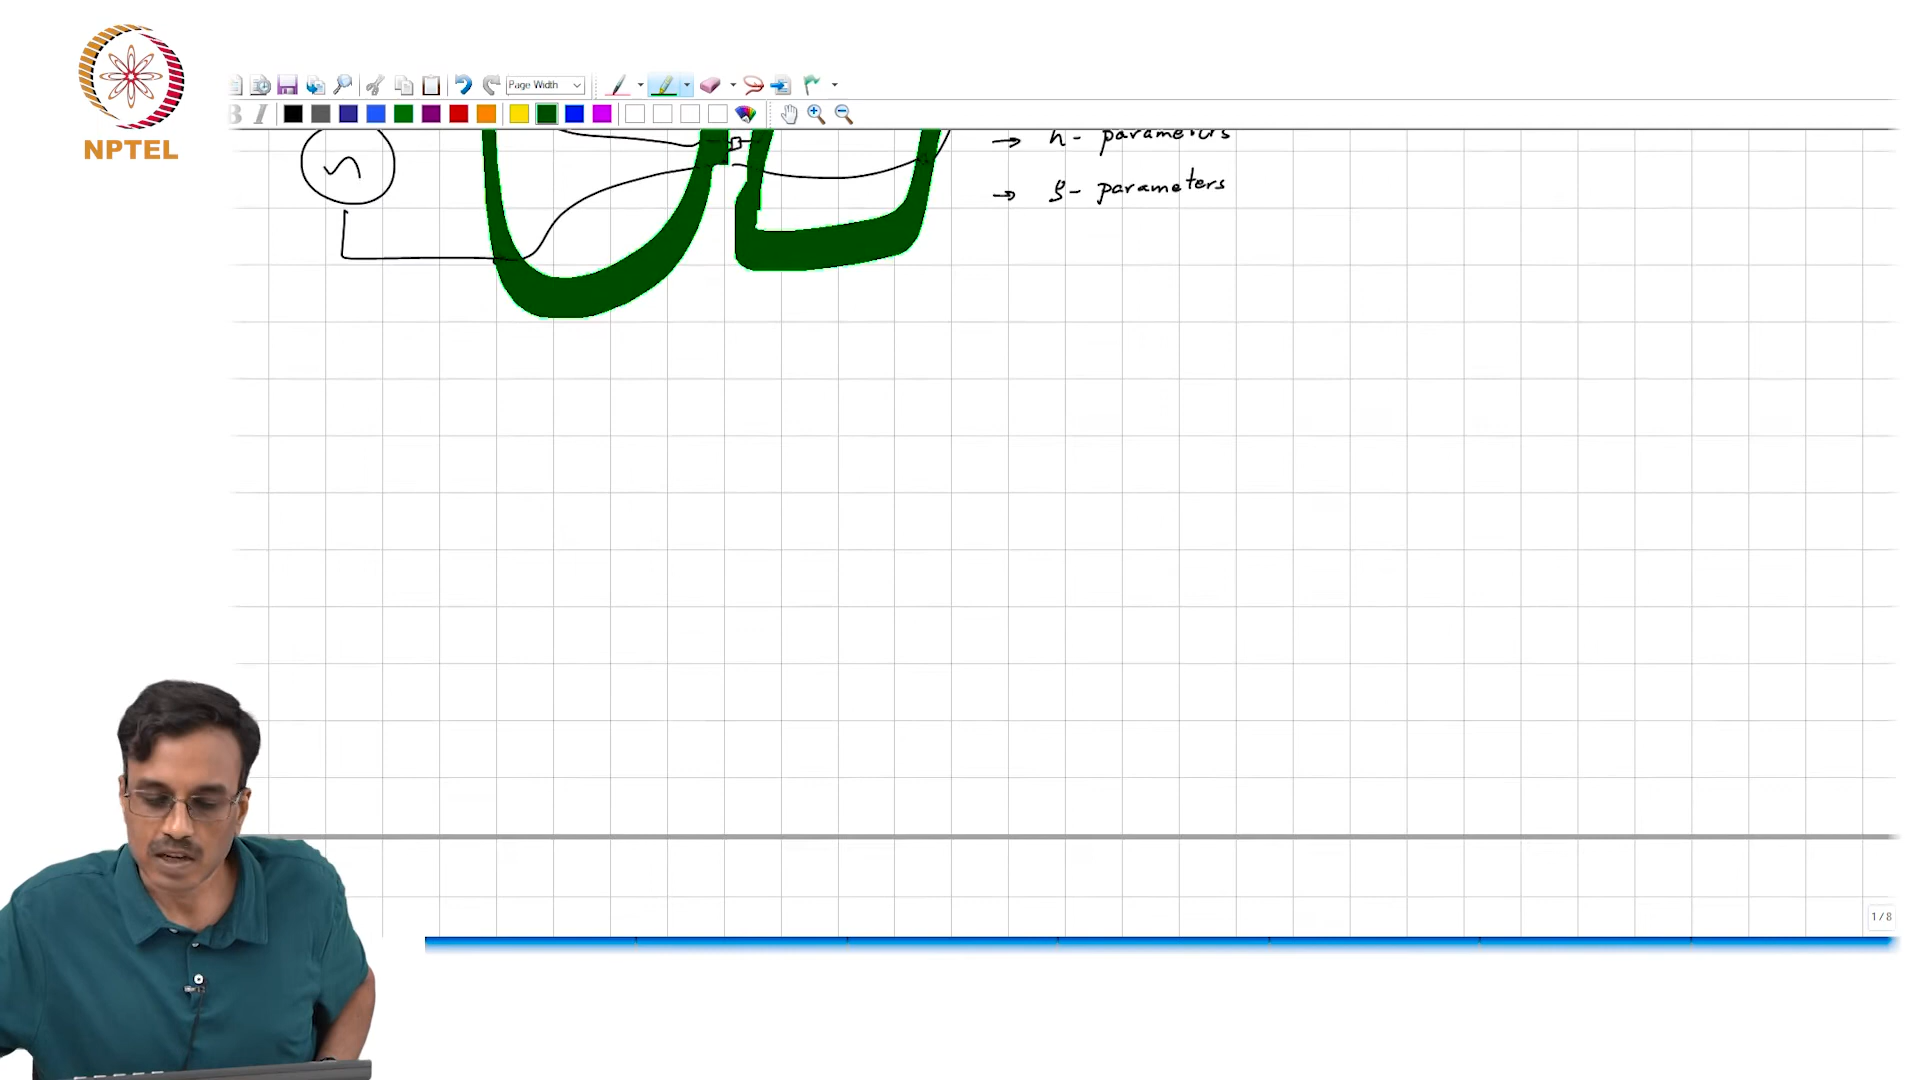 NPTEL
Page Width
B I
→ h- parameters
→ g- parameters
1 / 8